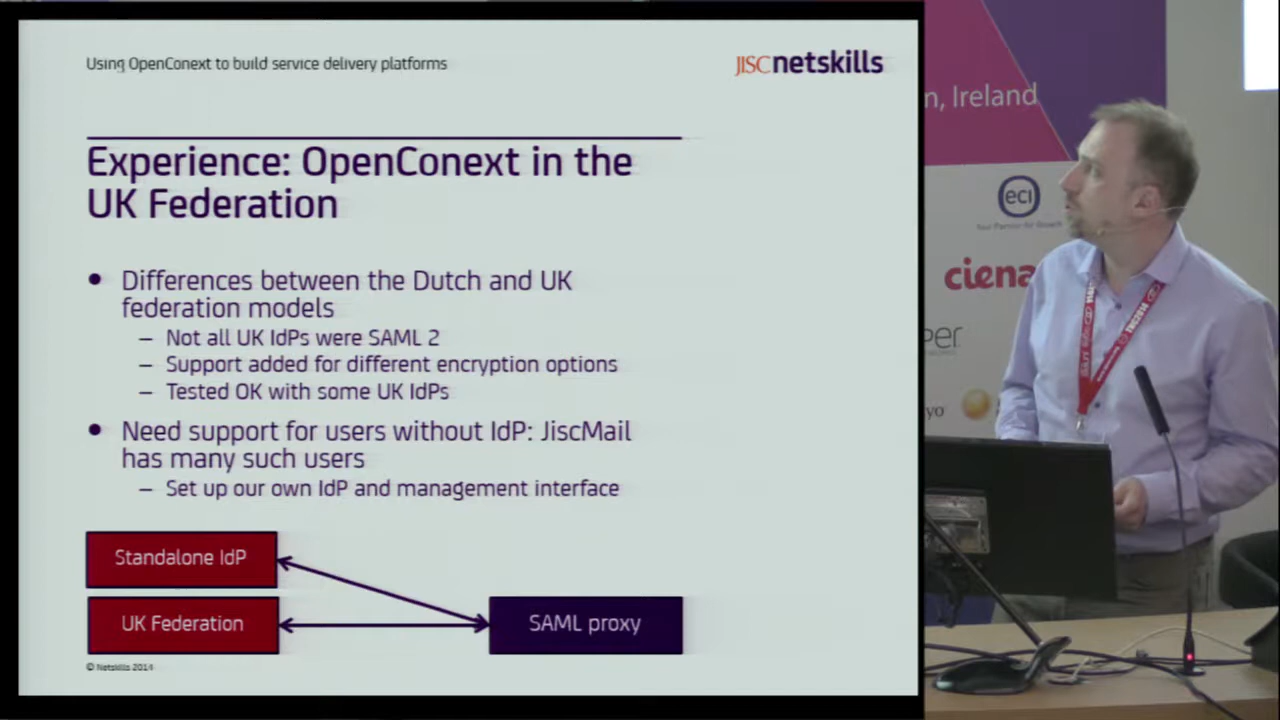 Using OpenConext to build service delivery platforms
JISCnetskills
Experience: OpenConext in the
UK Federation
• Differences between the Dutch and UK
federation models
– Not all UK IdPs were SAML 2
– Support added for different encryption options
– Tested OK with some UK IdPs
• Need support for users without IdP: JiscMail
has many such users
– Set up our own IdP and management interface
Standalone IdP
UK Federation
SAML proxy
© Netskills 2014
n, Ireland
eci
ciena
per
yo